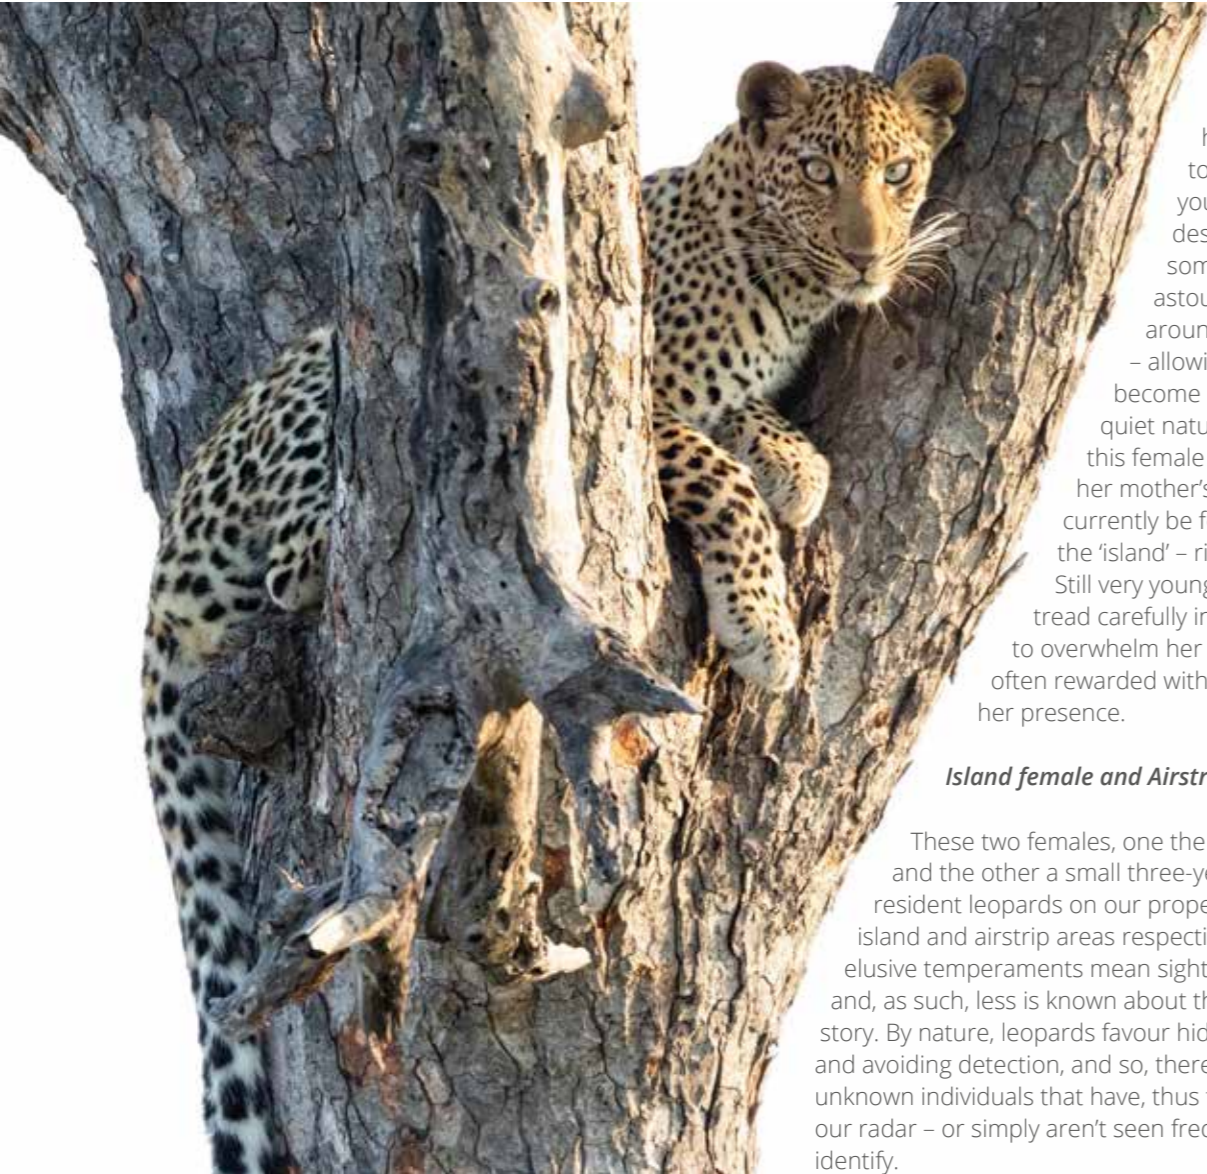 h
to
you
des
som
astou
aroun
– allowi
become
quiet natu
this female
her mother’s
currently be f
the ‘island’ – ri
Still very young
tread carefully in
to overwhelm her
often rewarded with
her presence.
Island female and Airstr
These two females, one the
and the other a small three-ye
resident leopards on our prope
island and airstrip areas respecti
elusive temperaments mean sight
and, as such, less is known about th
story. By nature, leopards favour hid
and avoiding detection, and so, there
unknown individuals that have, thus
our radar – or simply aren’t seen freq
identify.